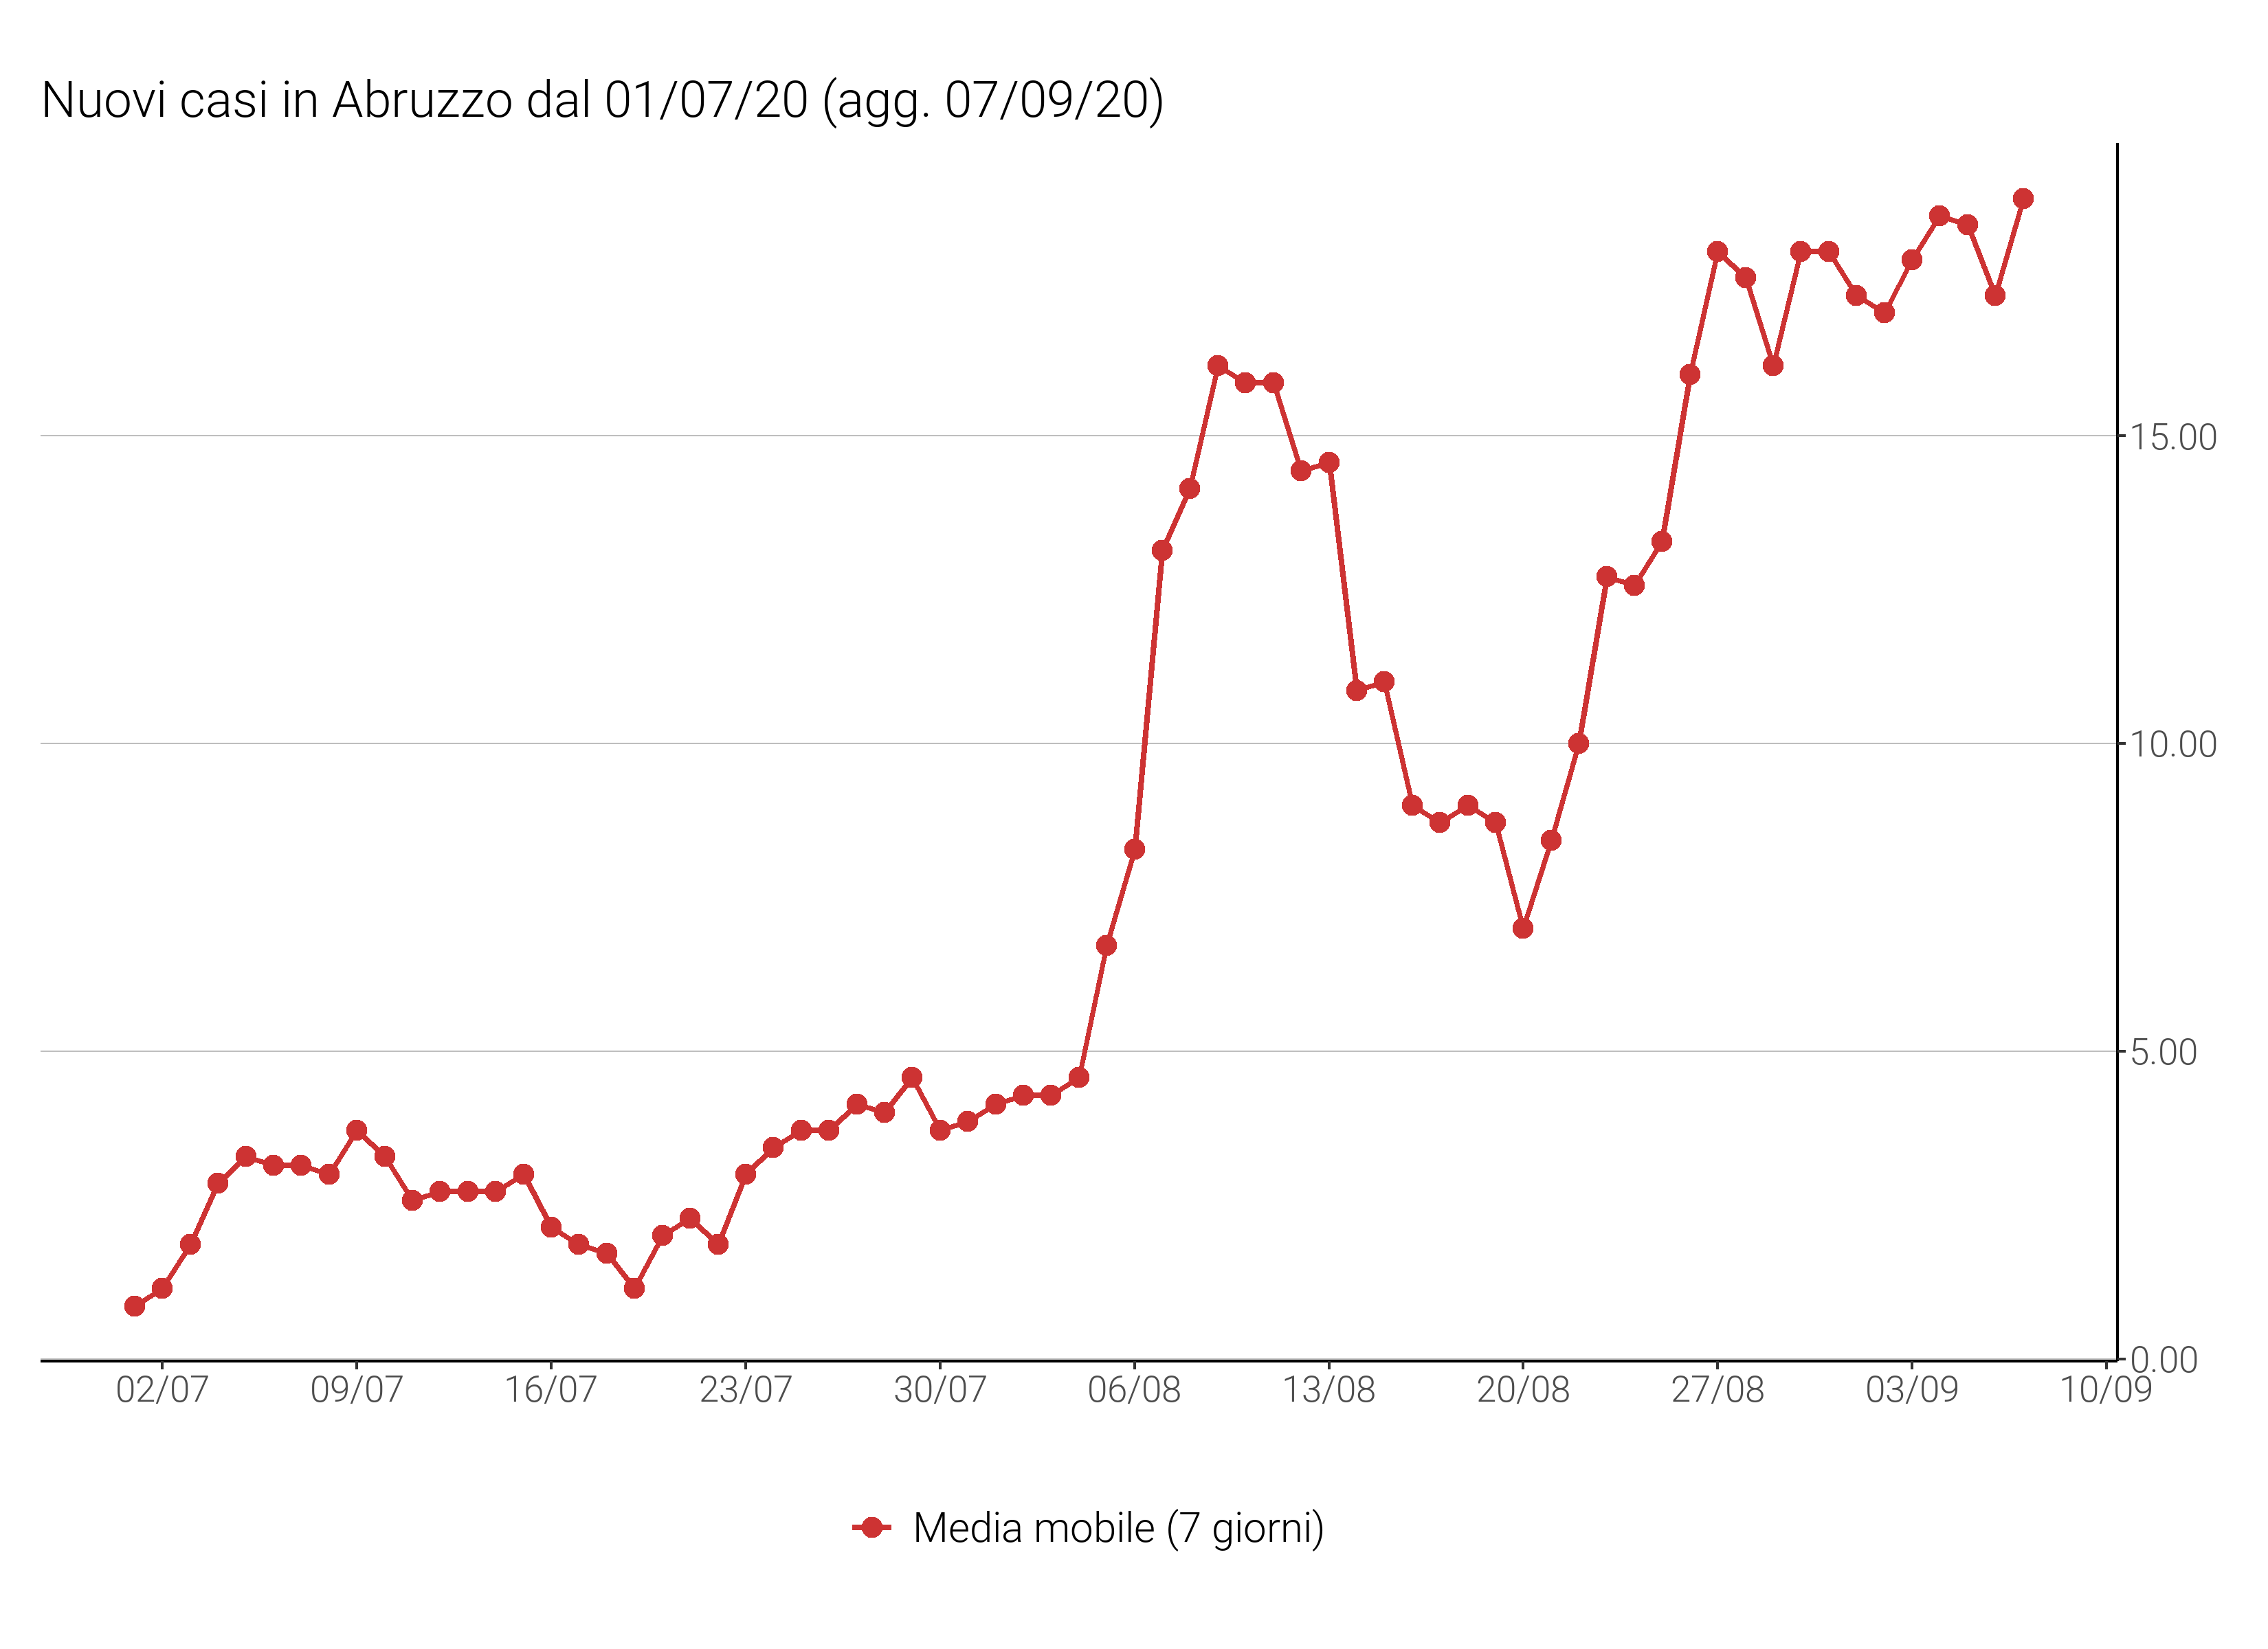 Nuovi casi in Abruzzo dal 01/07/20 (agg. 07/09/20)
15.00
10.00
5.00
0.00
02/07 09/07 16/07 23/07 30/07 06/08 13/08 20/08 27/08 03/09 10/09
Media mobile (7 giorni)